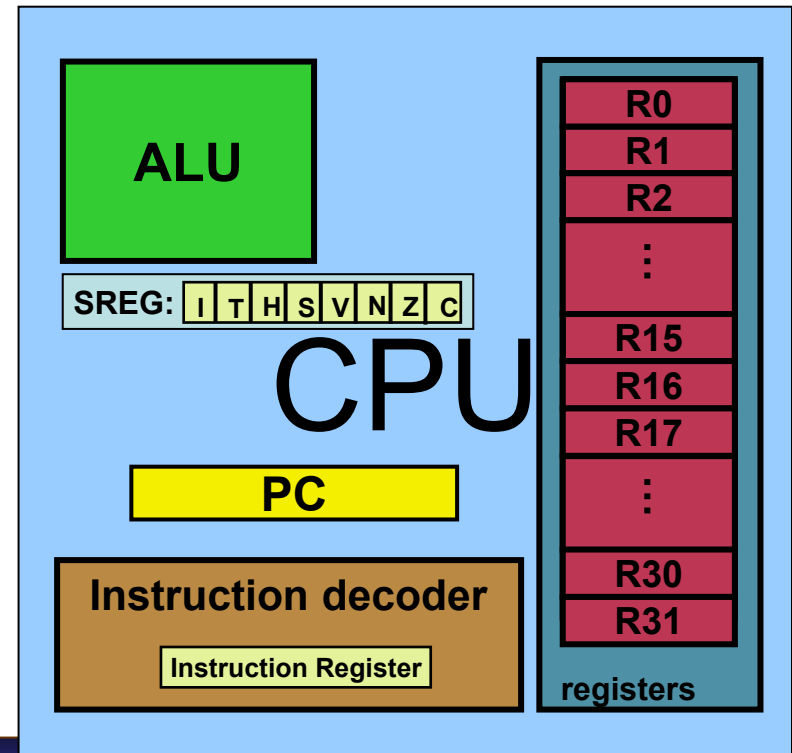 ALU
SREG: I T H S V N Z C
CPU
PC
Instruction decoder
Instruction Register
R0
R1
R2
⋮
R15
R16
R17
⋮
R30
R31
registers